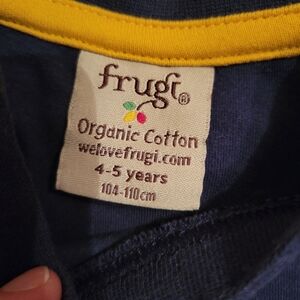 frugi®
Organic Cotton
welovefrugi.com
4-5 years
104-110cm